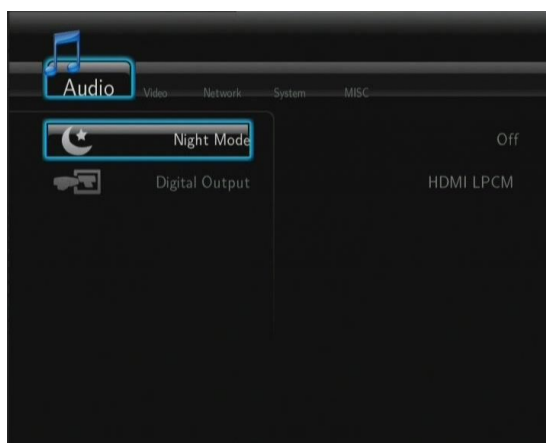 Audio Video Network System MISC
Night Mode Off
Digital Output HDMI LPCM